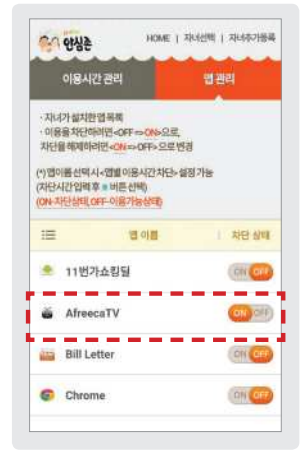 안심존
HOME | 자녀선택 | 자녀추가등록
이용시간 관리
앱 관리
· 자녀가 설치한 앱 목록
· 이용을 차단하려면 <OFF => ON>으로,
차단을 해제하려면 <ON => OFF>으로 변경
(*) 앱이름 선택 시 <앱별 이용시간 차단> 설정 가능
(차단시간 입력 후 버튼 선택)
(ON-차단상태, OFF-이용가능상태)
앱 이름 | 차단 상태
11번가쇼킹딜 ON OFF
AfreecaTV ON OFF
Bill Letter ON OFF
Chrome ON OFF